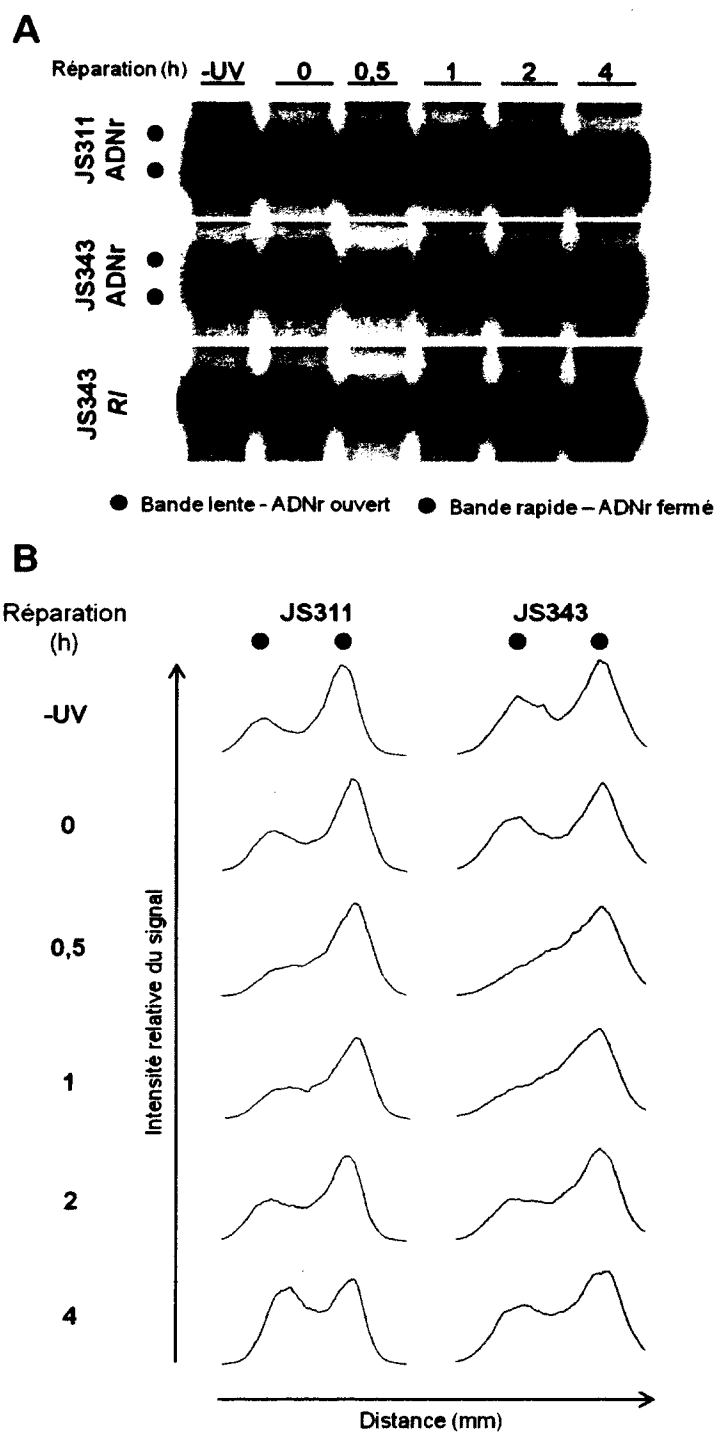 A
Réparation (h) -UV 0 0,5 1 2 4
JS311
ADNr
JS343
ADNr
JS343
RI
Bande lente - ADNr ouvert Bande rapide – ADNr fermé
B
Réparation
(h)
JS311 JS343
-UV
0
0,5
1
2
4
Intensité relative du signal
Distance (mm)